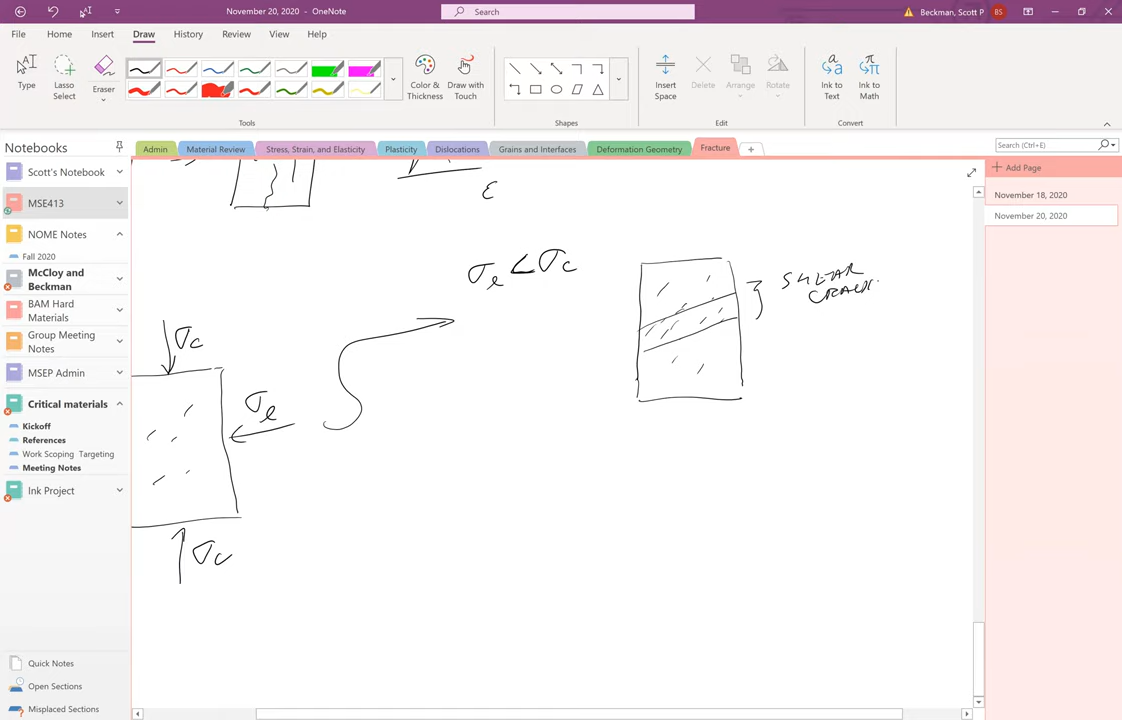 November 20, 2020 - OneNote
Search
Beckman, Scott P
BS
File
Home
Insert
Draw
History
Review
View
Help
Type
Lasso
Select
Eraser
Color &
Thickness
Draw with
Touch
Insert
Space
Delete
Arrange
Rotate
Ink to
Text
Ink to
Math
Tools
Shapes
Edit
Convert
Notebooks
Admin
Material Review
Stress, Strain, and Elasticity
Plasticity
Dislocations
Grains and Interfaces
Deformation Geometry
Fracture
Search (Ctrl+E)
Scott's Notebook
MSE413
NOME Notes
Fall 2020
McCloy and
Beckman
BAM Hard
Materials
Group Meeting
Notes
MSEP Admin
Critical materials
Kickoff
References
Work Scoping Targeting
Meeting Notes
Ink Project
Quick Notes
Open Sections
Misplaced Sections
Add Page
November 18, 2020
November 20, 2020
ε
σℓ < σc
SHEAR
CRACK
σc
σℓ
σc